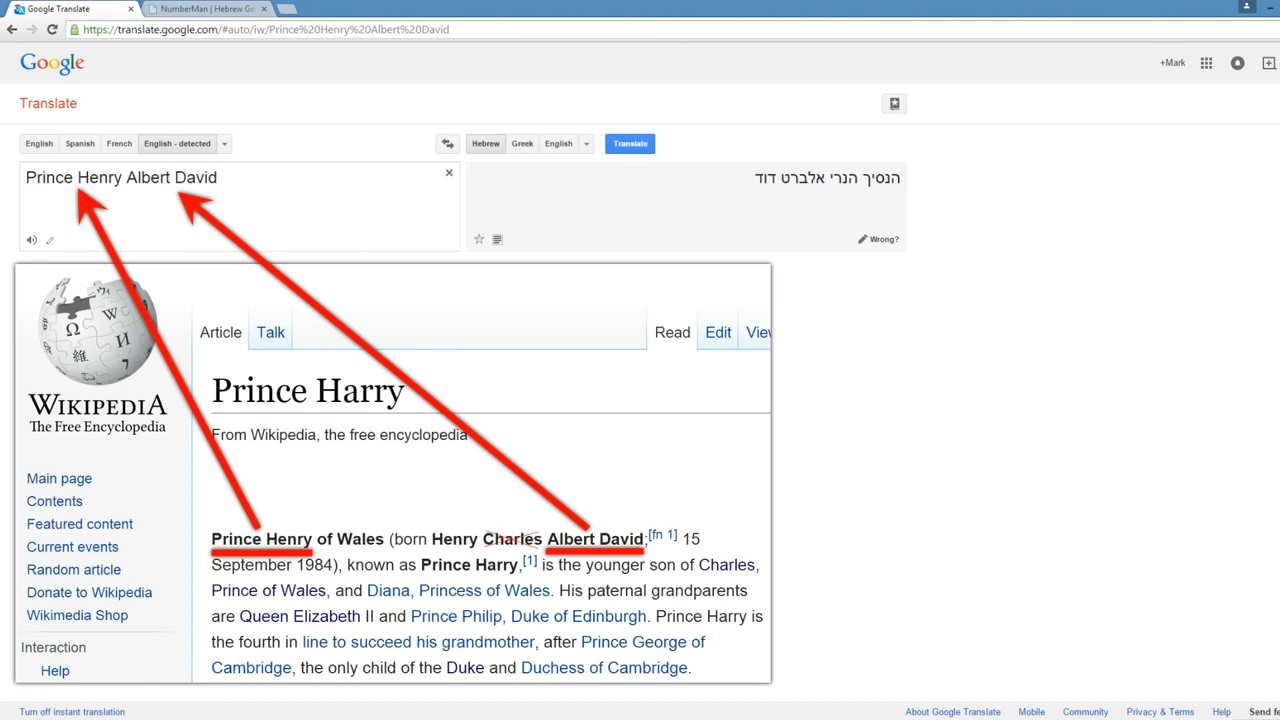 Google Translate
NumberMan | Hebrew Ge
https://translate.google.com/#auto/iw/Prince%20Henry%20Albert%20David
Google
+Mark
Translate
English Spanish French English - detected
Hebrew Greek English Translate
Prince Henry Albert David
הנסיך הנרי אלברט דוד
Wrong?
WIKIPEDIA
The Free Encyclopedia
Main page
Contents
Featured content
Current events
Random article
Donate to Wikipedia
Wikimedia Shop
Interaction
Help
Article Talk Read Edit View
Prince Harry
From Wikipedia, the free encyclopedia
Prince Henry of Wales (born Henry Charles Albert David;[fn 1] 15
September 1984), known as Prince Harry,[1] is the younger son of Charles,
Prince of Wales, and Diana, Princess of Wales. His paternal grandparents
are Queen Elizabeth II and Prince Philip, Duke of Edinburgh. Prince Harry is
the fourth in line to succeed his grandmother, after Prince George of
Cambridge, the only child of the Duke and Duchess of Cambridge.
Turn off instant translation
About Google Translate Mobile Community Privacy & Terms Help Send fe